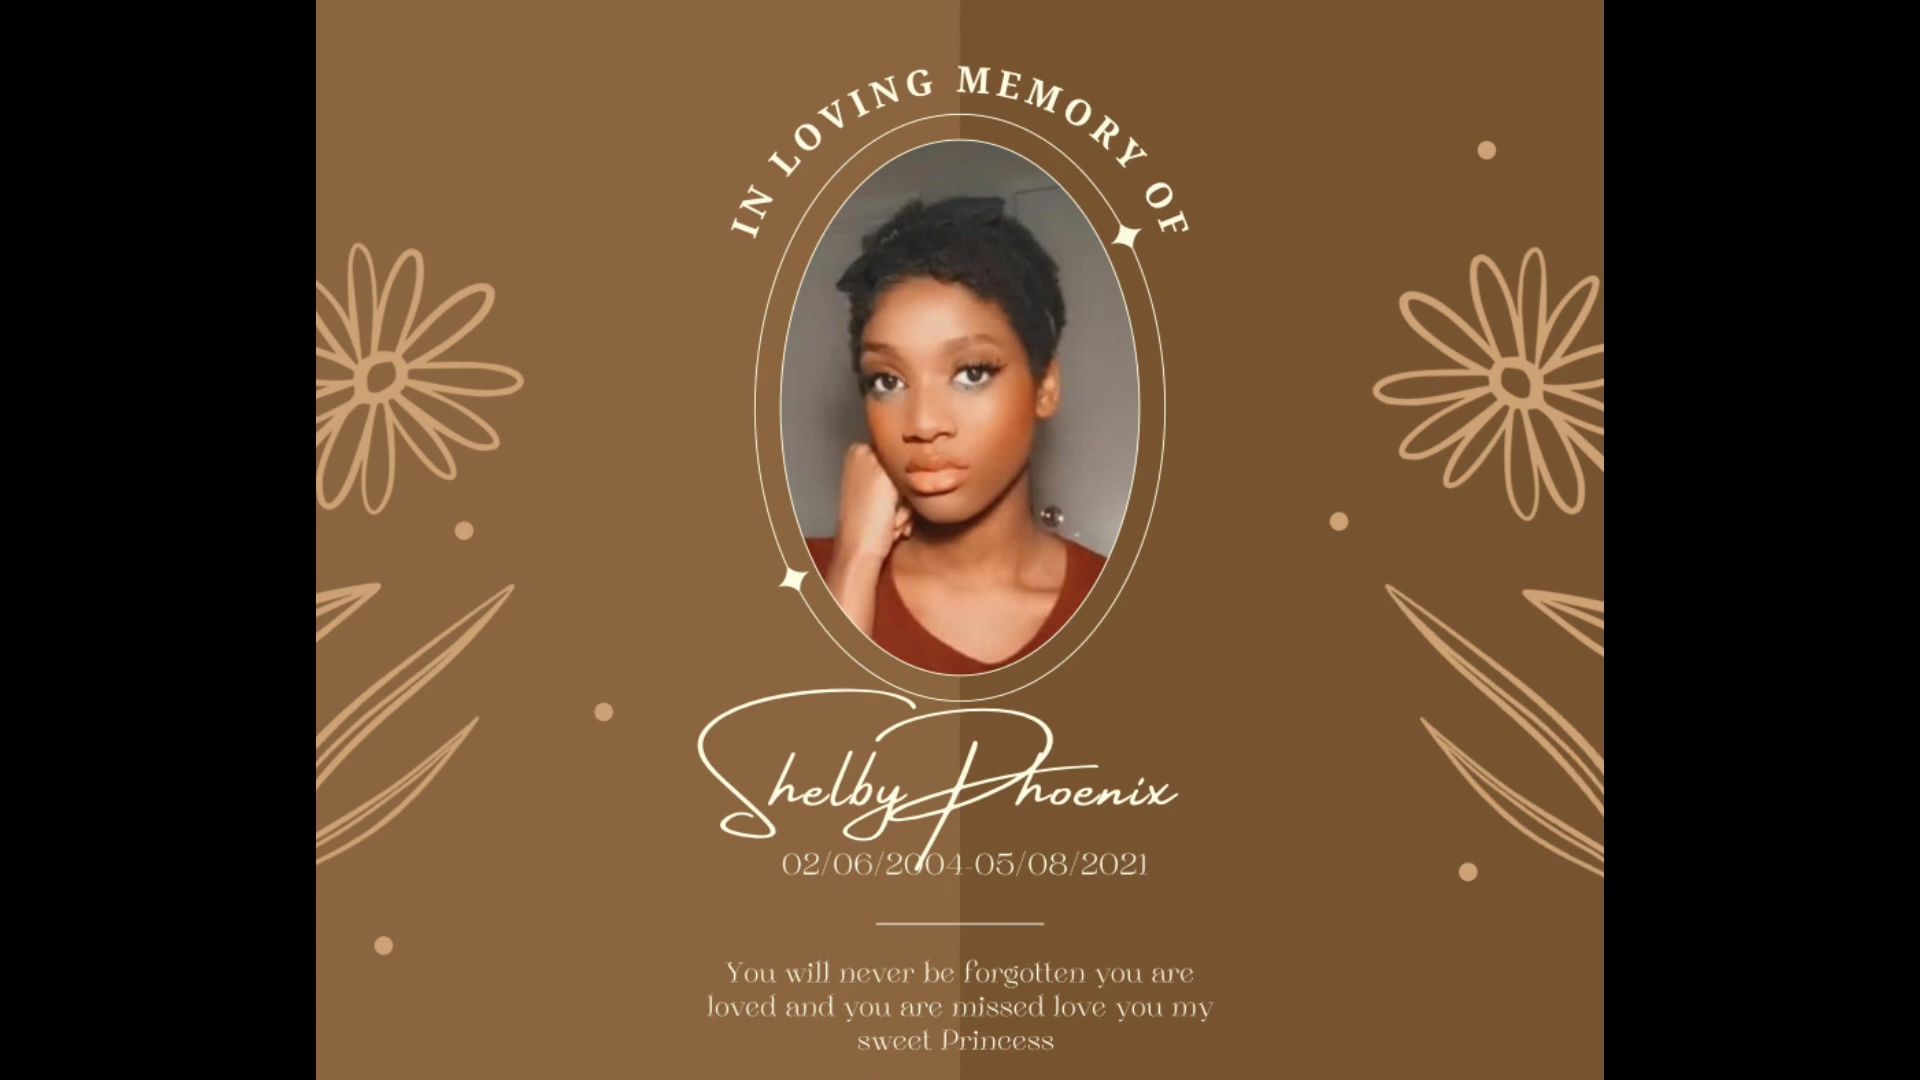 IN LOVING MEMORY OF
Shelby Phoenix
02/06/2004-05/08/2021
You will never be forgotten you are
loved and you are missed love you my
sweet Princess